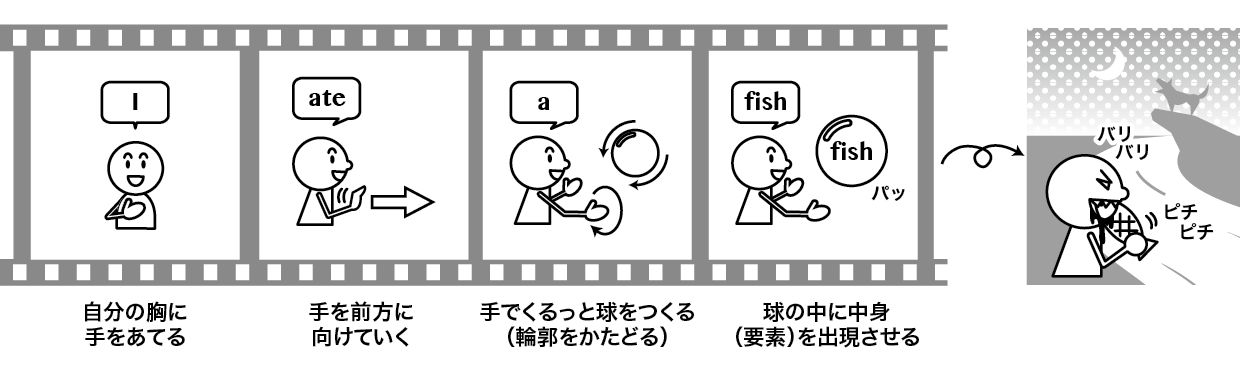 I
ate
a
fish
fish
パッ
バリ
バリ
ピチ
ピチ
自分の胸に
手をあてる
手を前方に
向けていく
手でくるっと球をつくる
（輪郭をかたどる）
球の中に中身
（要素）を出現させる